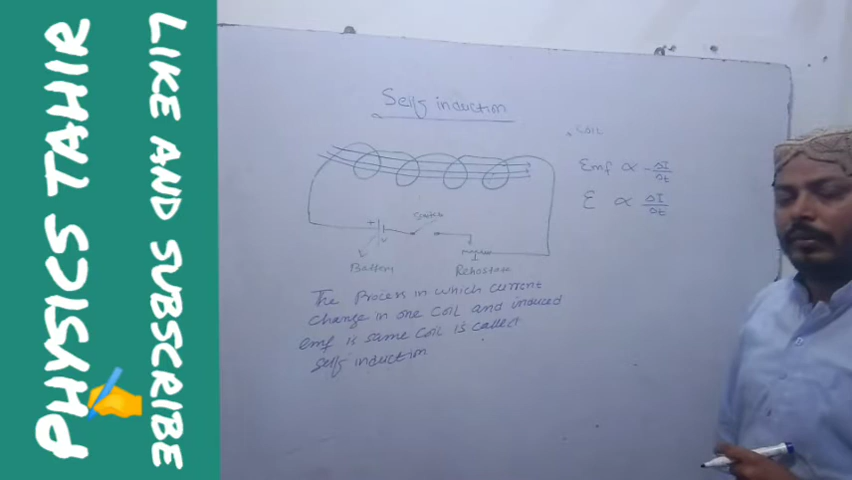 PHYSICS TAHIR
LIKE AND SUBSCRIBE
Self induction
COIL
Emf ∝ -ΔI/Δt
ε ∝ ΔI/Δt
+
Switch
Battery
Rehostate
The Process in which current
change in one coil and induced
emf is same coil is called
self induction